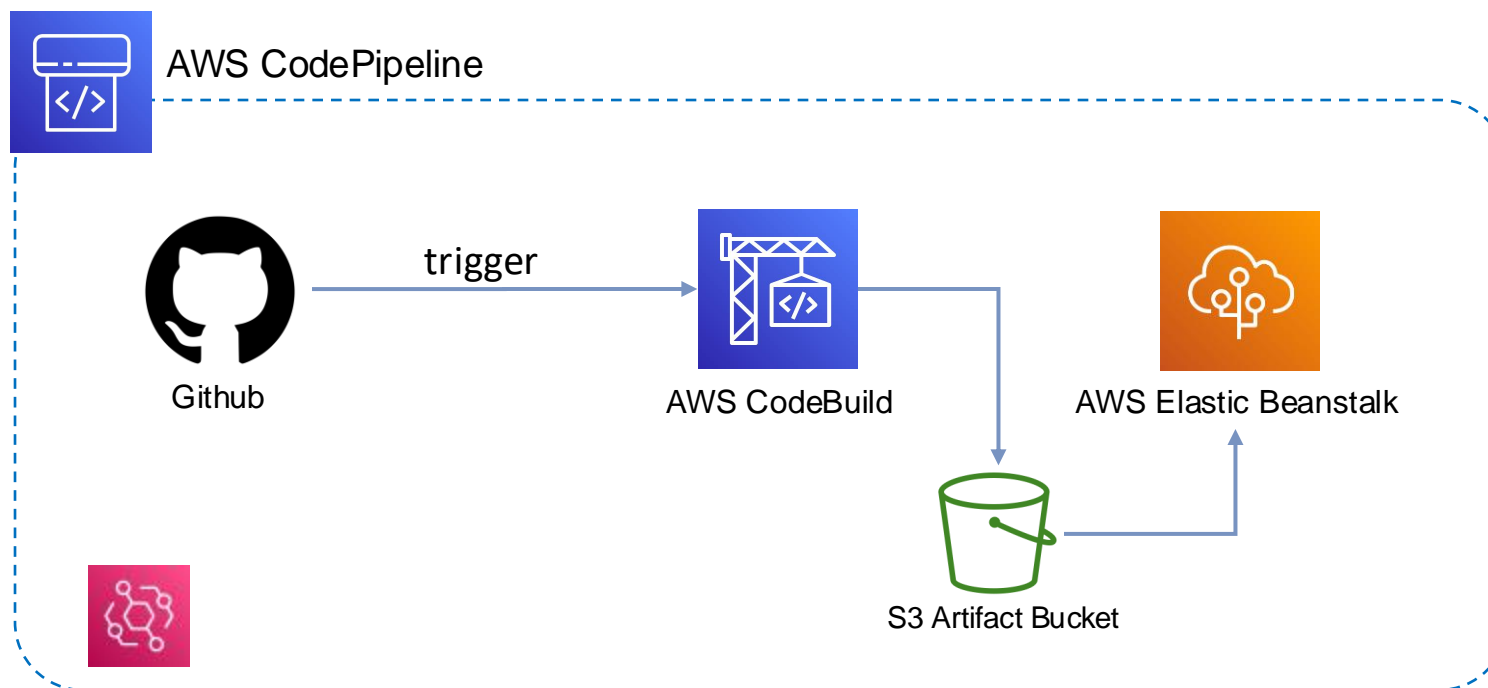 AWS CodePipeline
</>
trigger
</>
Github
AWS CodeBuild
AWS Elastic Beanstalk
S3 Artifact Bucket